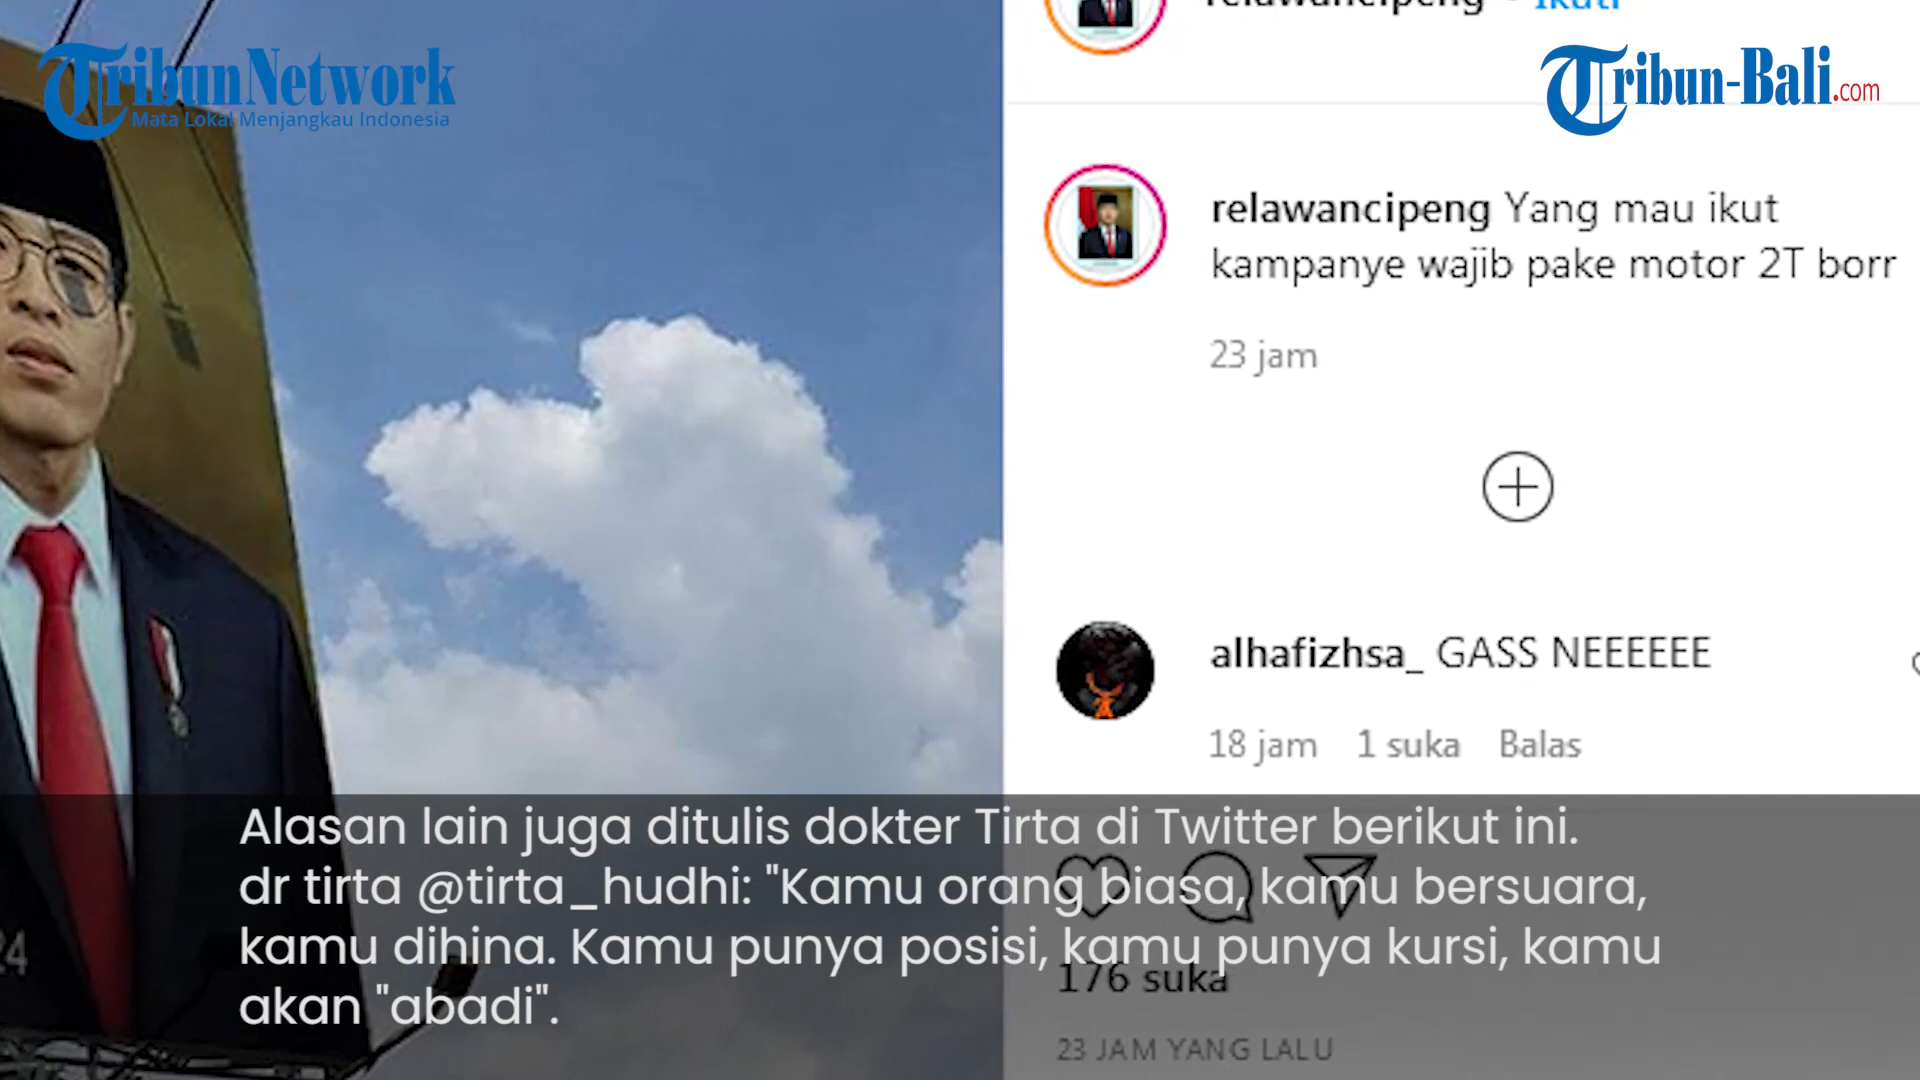 relawancipeng • Ikuti
TribunNetwork
Mata Lokal Menjangkau Indonesia
Tribun-Bali.com
relawancipeng Yang mau ikut
kampanye wajib pake motor 2T borr
23 jam
alhafizhsa_ GASS NEEEEEE
18 jam 1 suka Balas
Alasan lain juga ditulis dokter Tirta di Twitter berikut ini.
dr tirta @tirta_hudhi: "Kamu orang biasa, kamu bersuara,
kamu dihina. Kamu punya posisi, kamu punya kursi, kamu
akan "abadi".
24
176 suka
23 JAM YANG LALU